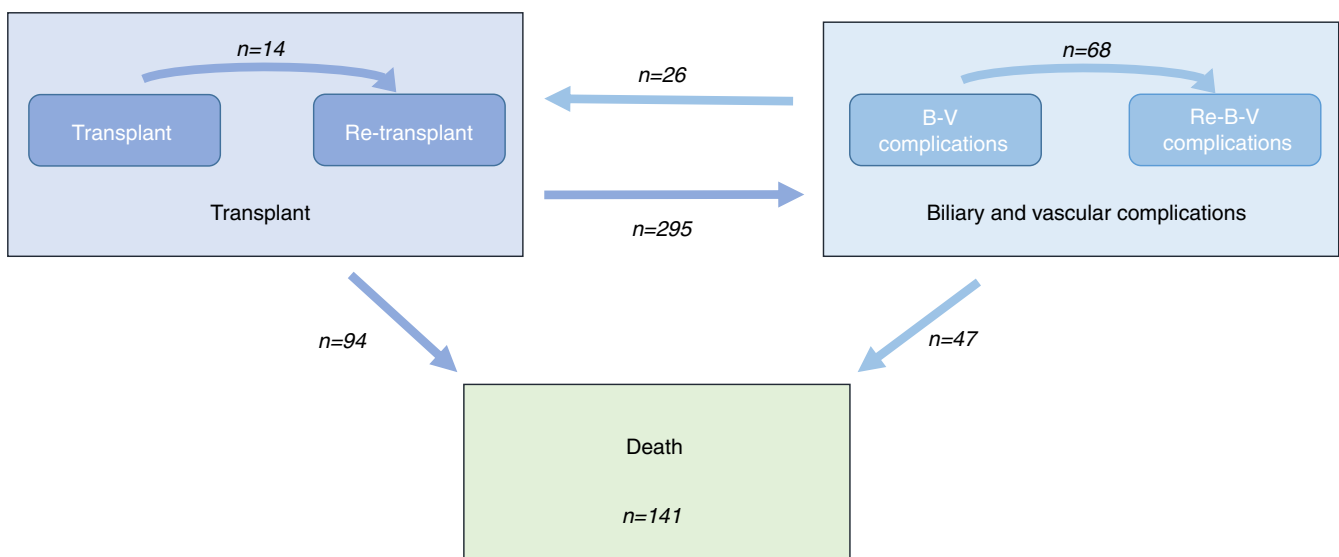 n=14
Transplant
Re-transplant
Transplant
n=26
n=295
n=68
B-V
complications
Re-B-V
complications
Biliary and vascular complications
n=94
n=47
Death
n=141